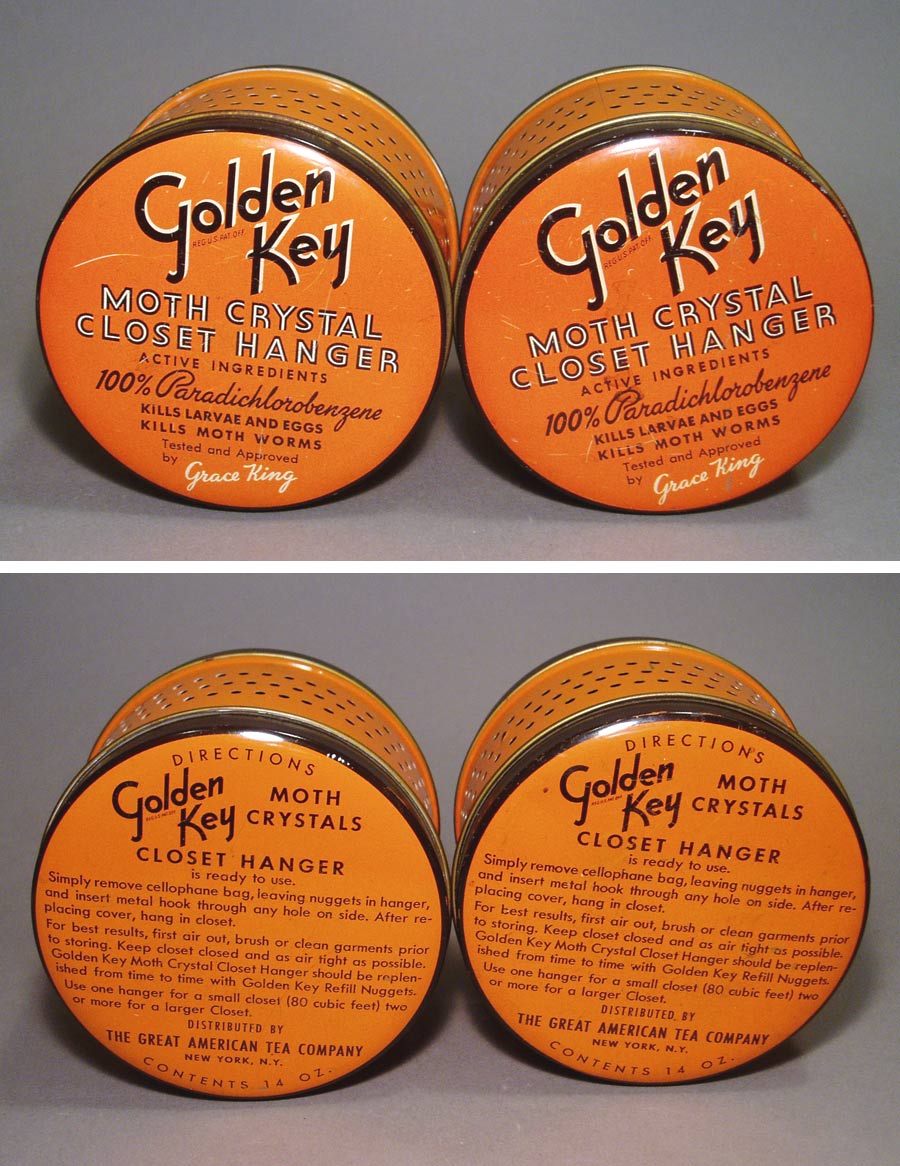 Golden
REG.U.S.PAT.OFF.
Key
MOTH CRYSTAL
CLOSET HANGER
ACTIVE INGREDIENTS
100% Paradichlorobenzene
KILLS LARVAE AND EGGS
KILLS MOTH WORMS
Tested and Approved
by Grace King
Golden
REG.U.S.PAT.OFF.
Key
MOTH CRYSTAL
CLOSET HANGER
ACTIVE INGREDIENTS
100% Paradichlorobenzene
KILLS LARVAE AND EGGS
KILLS MOTH WORMS
Tested and Approved
by Grace King
DIRECTIONS
Golden
REG.U.S.PAT.OFF.
Key
MOTH
CRYSTALS
CLOSET HANGER
is ready to use.
Simply remove cellophane bag, leaving nuggets in hanger,
and insert metal hook through any hole on side. After re-
placing cover, hang in closet.
For best results, first air out, brush or clean garments prior
to storing. Keep closet closed and as air tight as possible.
Golden Key Moth Crystal Closet Hanger should be replen-
ished from time to time with Golden Key Refill Nuggets.
Use one hanger for a small closet (80 cubic feet) two
or more for a larger Closet.
DISTRIBUTED BY
THE GREAT AMERICAN TEA COMPANY
NEW YORK, N.Y.
CONTENTS 14 OZ.
DIRECTIONS
Golden
REG.U.S.PAT.OFF.
Key
MOTH
CRYSTALS
CLOSET HANGER
is ready to use.
Simply remove cellophane bag, leaving nuggets in hanger,
and insert metal hook through any hole on side. After re-
placing cover, hang in closet.
For best results, first air out, brush or clean garments prior
to storing. Keep closet closed and as air tight as possible.
Golden Key Moth Crystal Closet Hanger should be replen-
ished from time to time with Golden Key Refill Nuggets.
Use one hanger for a small closet (80 cubic feet) two
or more for a larger Closet.
DISTRIBUTED BY
THE GREAT AMERICAN TEA COMPANY
NEW YORK, N.Y.
CONTENTS 14 OZ.